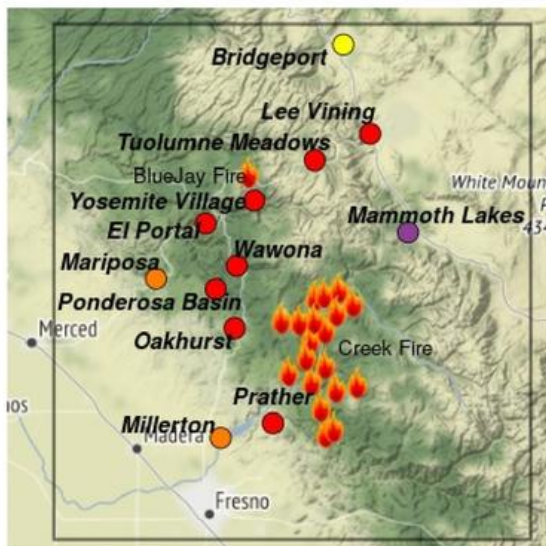 Bridgeport
Lee Vining
Tuolumne Meadows
BlueJay Fire
White Moun
Yosemite Village
Mammoth Lakes
El Portal
434
Wawona
Mariposa
Ponderosa Basin
Merced
Oakhurst
Creek Fire
Prather
nos
Millerton
Madera
Fresno